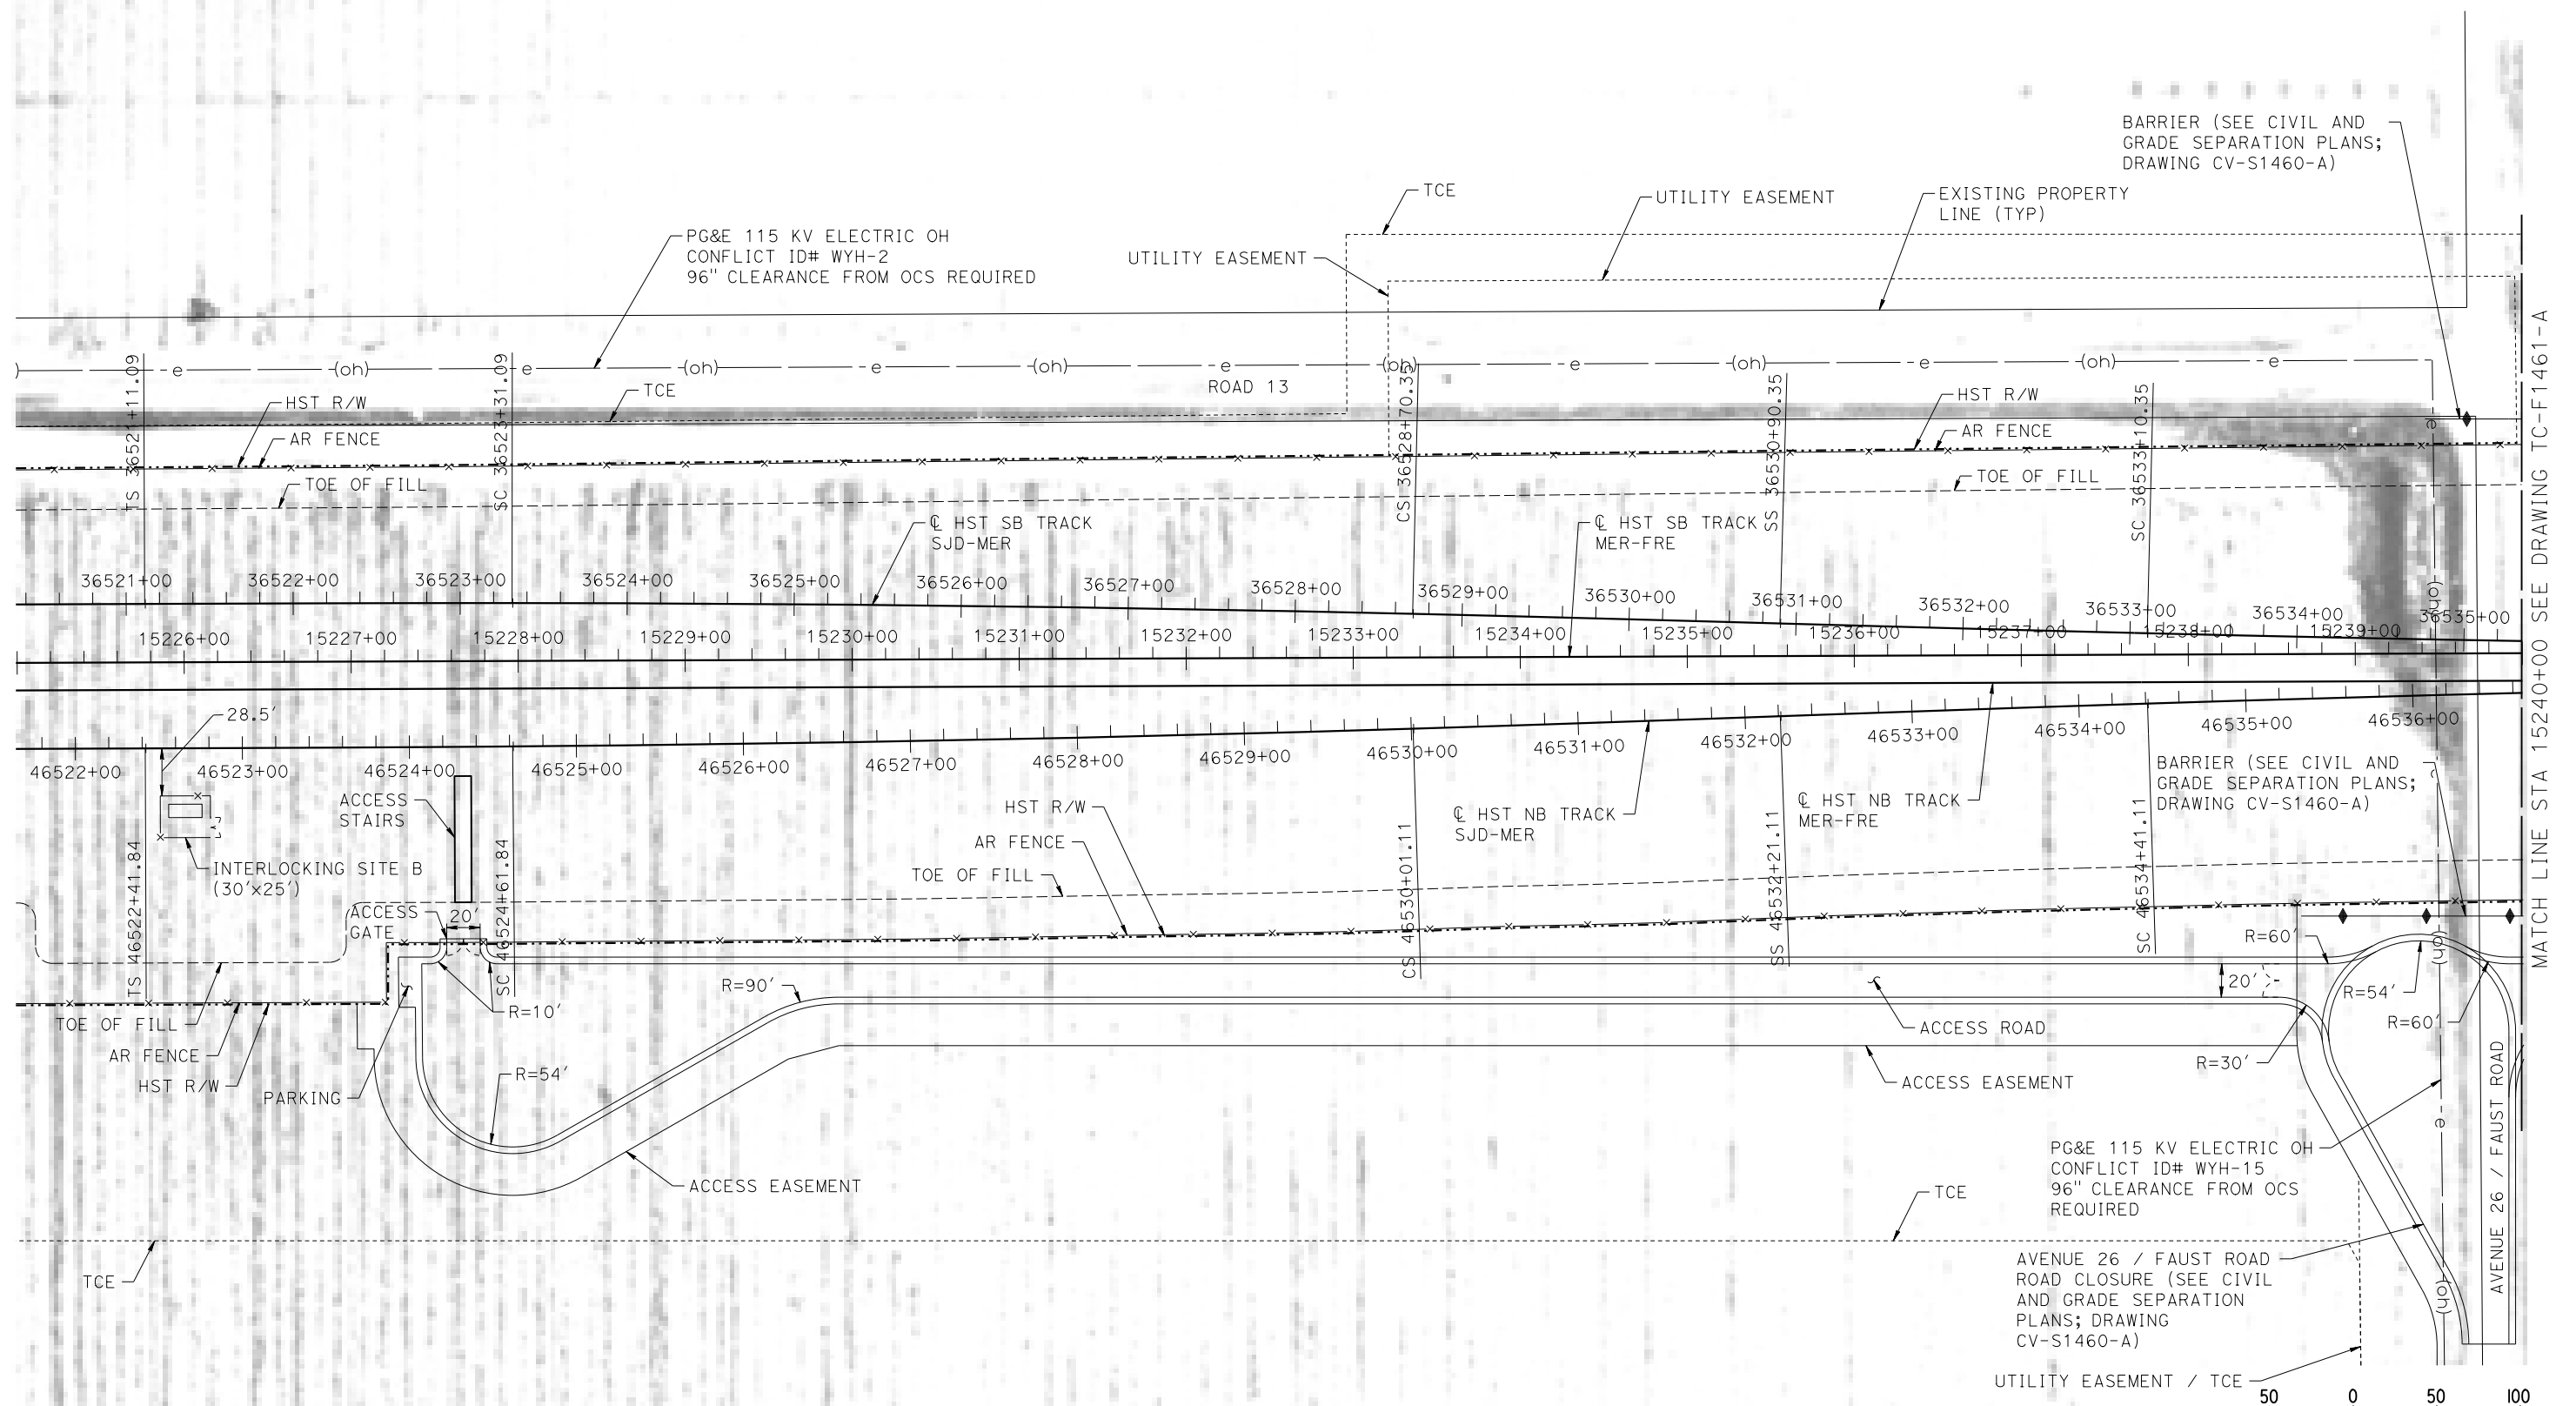 BARRIER (SEE CIVIL AND
GRADE SEPARATION PLANS;
DRAWING CV-S1460-A)
TCE
UTILITY EASEMENT
EXISTING PROPERTY
LINE (TYP)
PG&E 115 KV ELECTRIC OH
CONFLICT ID# WYH-2
96" CLEARANCE FROM OCS REQUIRED
UTILITY EASEMENT
) e (oh) e (oh) e (oh) e (oh) e (oh) e (oh) e
ROAD 13
TCE
HST R/W
AR FENCE
TOE OF FILL
HST R/W
AR FENCE
TOE OF FILL
TS 36521+11.09
SC 36523+31.09
CS 36528+70.35
SS 36530+90.35
SC 36533+10.35
e
(oh)
℄ HST SB TRACK
SJD-MER
℄ HST SB TRACK
MER-FRE
36521+00 36522+00 36523+00 36524+00 36525+00 36526+00 36527+00 36528+00 36529+00 36530+00 36531+00 36532+00 36533+00 36534+00 36535+00
15226+00 15227+00 15228+00 15229+00 15230+00 15231+00 15232+00 15233+00 15234+00 15235+00 15236+00 15237+00 15238+00 15239+00
MATCH LINE STA 15240+00 SEE DRAWING TC-F1461-A
28.5'
46522+00 46523+00 46524+00 46525+00 46526+00 46527+00 46528+00 46529+00 46530+00 46531+00 46532+00 46533+00 46534+00 46535+00 46536+00
ACCESS
STAIRS
INTERLOCKING SITE B
(30'x25')
HST R/W
AR FENCE
TOE OF FILL
℄ HST NB TRACK
SJD-MER
℄ HST NB TRACK
MER-FRE
BARRIER (SEE CIVIL AND
GRADE SEPARATION PLANS;
DRAWING CV-S1460-A)
e
TS 46522+41.84
SC 46524+61.84
CS 46530+01.11
SS 46532+21.11
SC 46534+41.11
ACCESS
GATE
20'
R=60'
(oh)
TOE OF FILL
AR FENCE
HST R/W
PARKING
R=10'
R=54'
R=90'
ACCESS ROAD
ACCESS EASEMENT
20'
R=54'
R=60'
R=30'
ACCESS EASEMENT
TCE
TCE
PG&E 115 KV ELECTRIC OH
CONFLICT ID# WYH-15
96" CLEARANCE FROM OCS
REQUIRED
e
(oh)
AVENUE 26 / FAUST ROAD
AVENUE 26 / FAUST ROAD
ROAD CLOSURE (SEE CIVIL
AND GRADE SEPARATION
PLANS; DRAWING
CV-S1460-A)
UTILITY EASEMENT / TCE
50 0 50 100